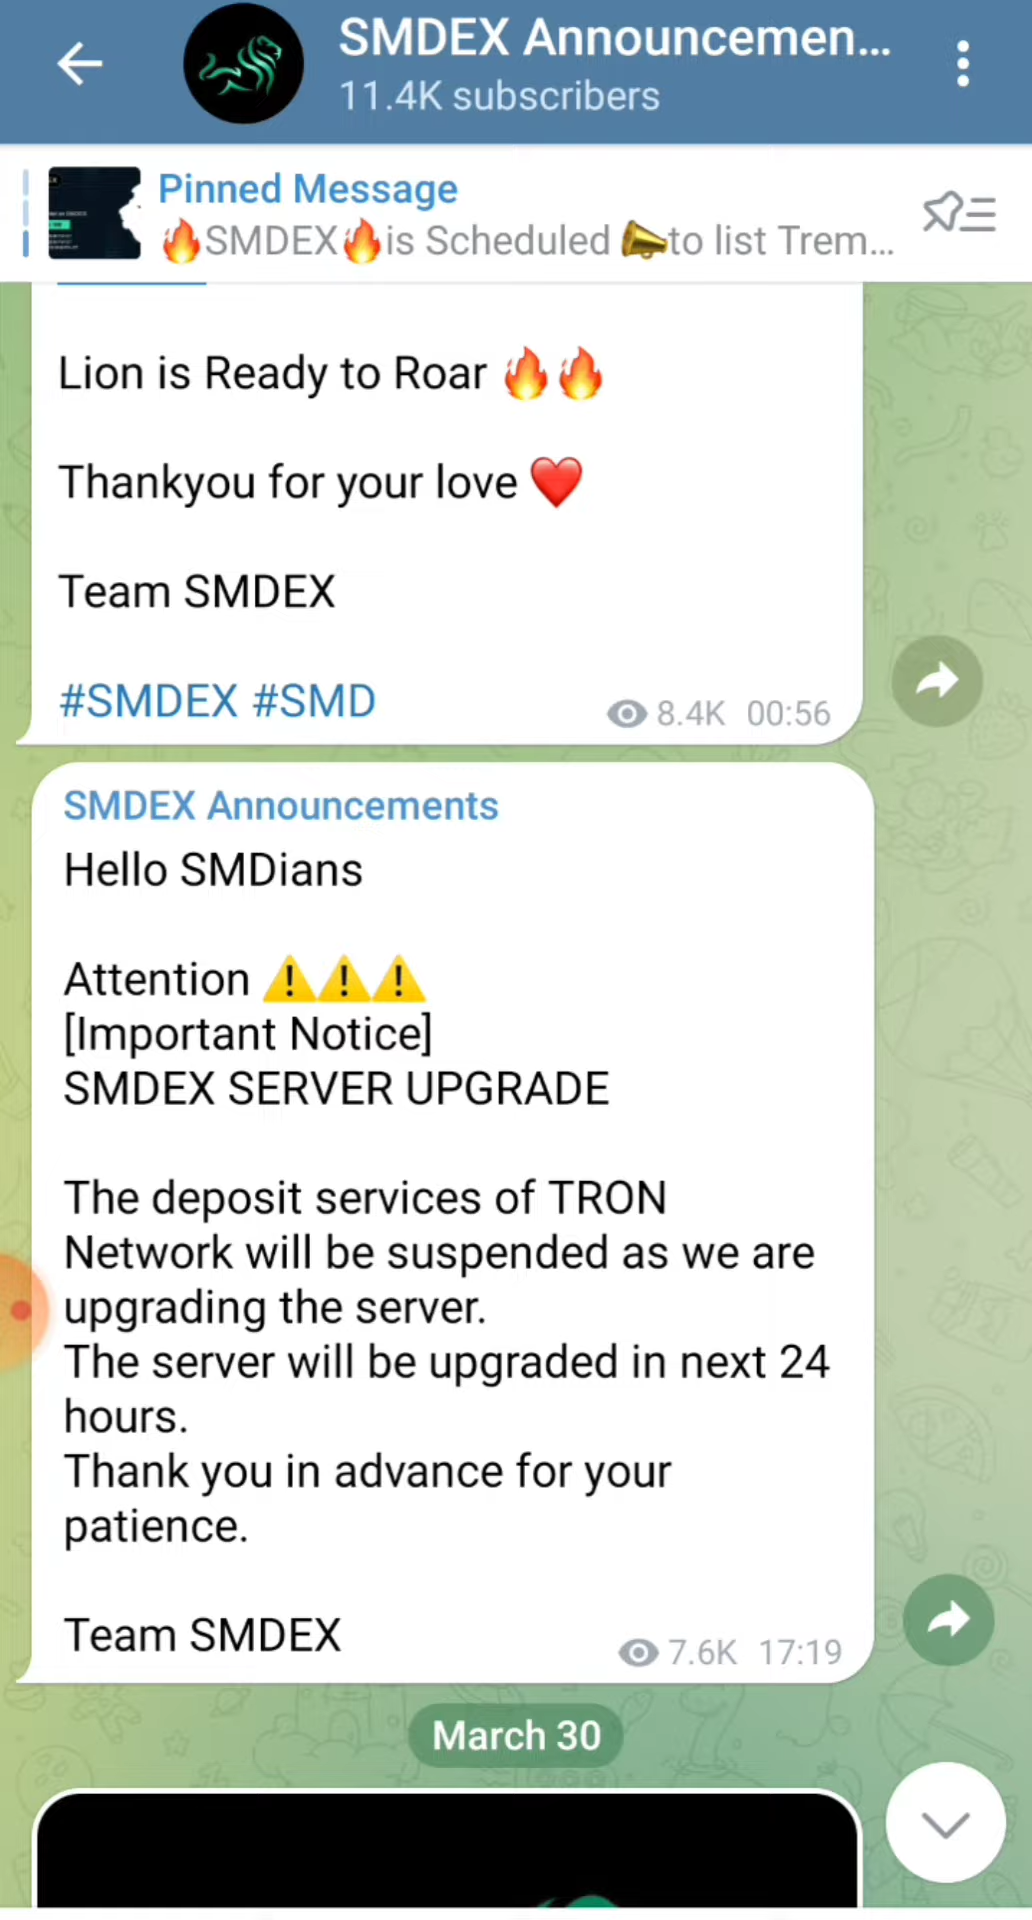 SMDEX Announcemen...
11.4K subscribers
Pinned Message
🔥SMDEX🔥is Scheduled 📣to list Trem...
Lion is Ready to Roar 🔥🔥
Thankyou for your love ❤️
Team SMDEX
#SMDEX #SMD
8.4K 00:56
SMDEX Announcements
Hello SMDians
Attention ⚠️⚠️⚠️
[Important Notice]
SMDEX SERVER UPGRADE
The deposit services of TRON
Network will be suspended as we are
upgrading the server.
The server will be upgraded in next 24
hours.
Thank you in advance for your
patience.
Team SMDEX
7.6K 17:19
March 30